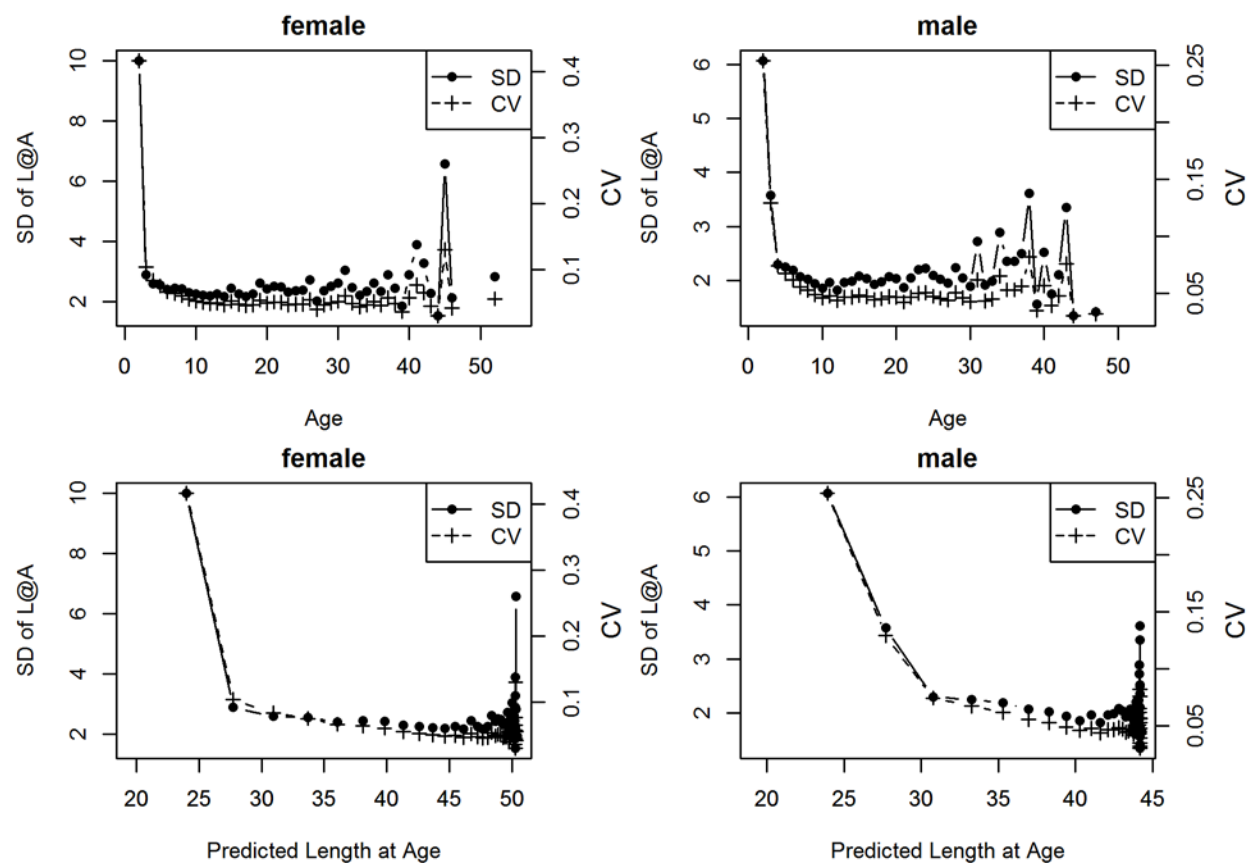 female
10
8
6
4
2
SD of L@A
0.4
0.3
0.2
0.1
CV
SD
CV
0 10 20 30 40 50
Age
male
6
5
4
3
2
SD of L@A
0.25
0.15
0.05
CV
SD
CV
0 10 20 30 40 50
Age
female
10
8
6
4
2
SD of L@A
0.4
0.3
0.2
0.1
CV
SD
CV
20 25 30 35 40 45 50
Predicted Length at Age
male
6
5
4
3
2
SD of L@A
0.25
0.15
0.05
CV
SD
CV
20 25 30 35 40 45
Predicted Length at Age